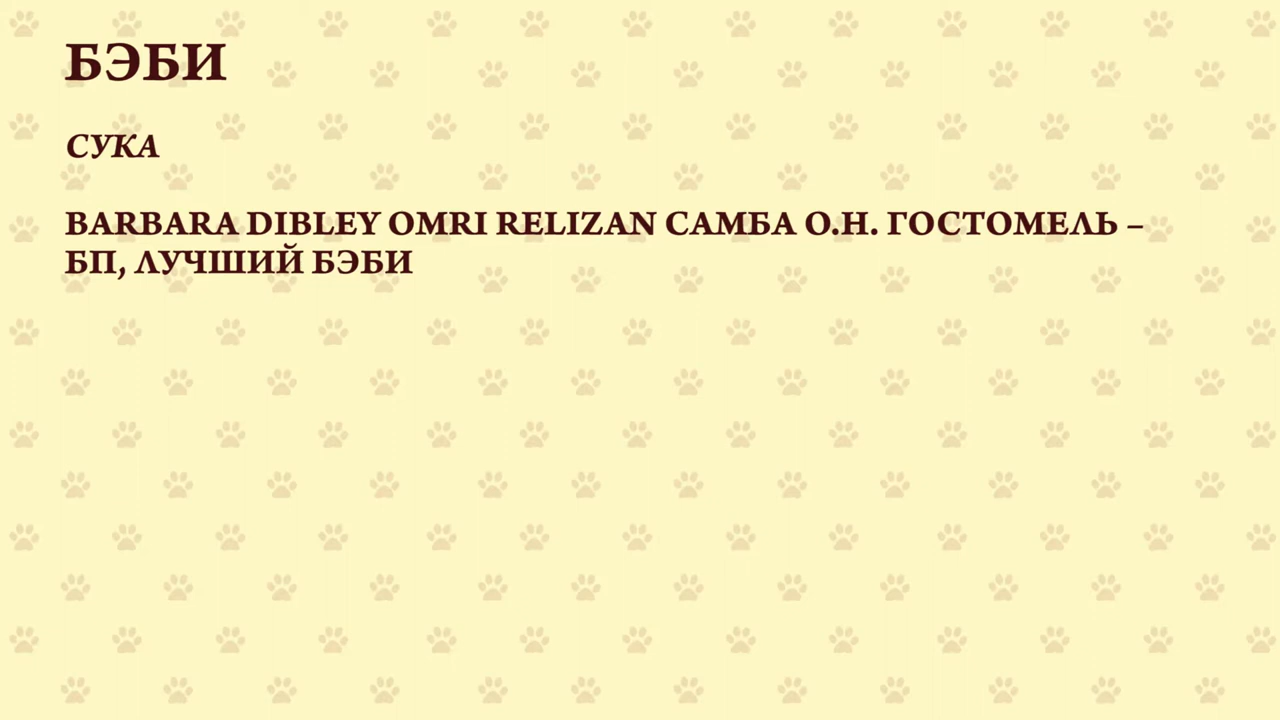 БЭБИ
СУКА
BARBARA DIBLEY OMRI RELIZAN САМБА О.Н. ГОСТОМЕЛЬ –
БП, ЛУЧШИЙ БЭБИ